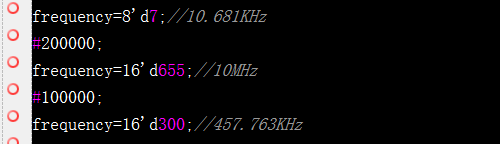 frequency=8'd7;//10.681KHz
#200000;
frequency=16'd655;//10MHz
#100000;
frequency=16'd300;//457.763KHz